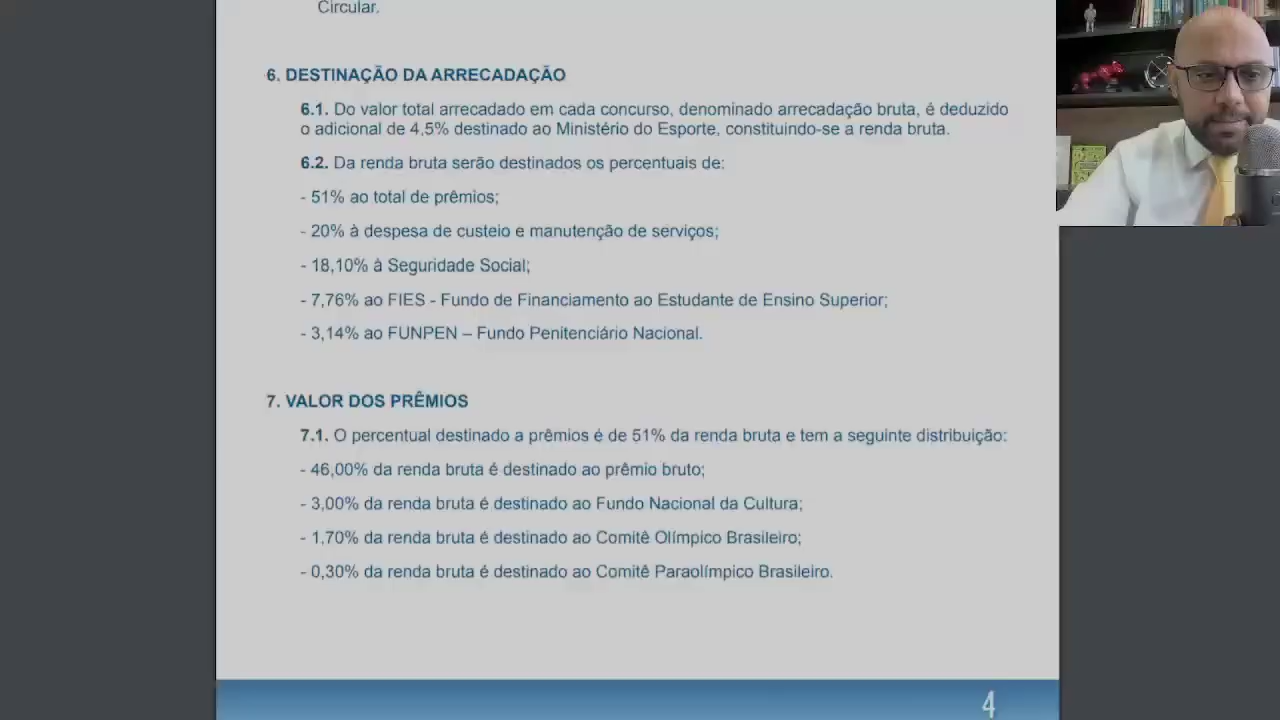 Circular.
6. DESTINAÇÃO DA ARRECADAÇÃO
6.1. Do valor total arrecadado em cada concurso, denominado arrecadação bruta, é deduzido
o adicional de 4,5% destinado ao Ministério do Esporte, constituindo-se a renda bruta.
6.2. Da renda bruta serão destinados os percentuais de:
- 51% ao total de prêmios;
- 20% à despesa de custeio e manutenção de serviços;
- 18,10% à Seguridade Social;
- 7,76% ao FIES - Fundo de Financiamento ao Estudante de Ensino Superior;
- 3,14% ao FUNPEN – Fundo Penitenciário Nacional.
7. VALOR DOS PRÊMIOS
7.1. O percentual destinado a prêmios é de 51% da renda bruta e tem a seguinte distribuição:
- 46,00% da renda bruta é destinado ao prêmio bruto;
- 3,00% da renda bruta é destinado ao Fundo Nacional da Cultura;
- 1,70% da renda bruta é destinado ao Comitê Olímpico Brasileiro;
- 0,30% da renda bruta é destinado ao Comitê Paraolímpico Brasileiro.
4